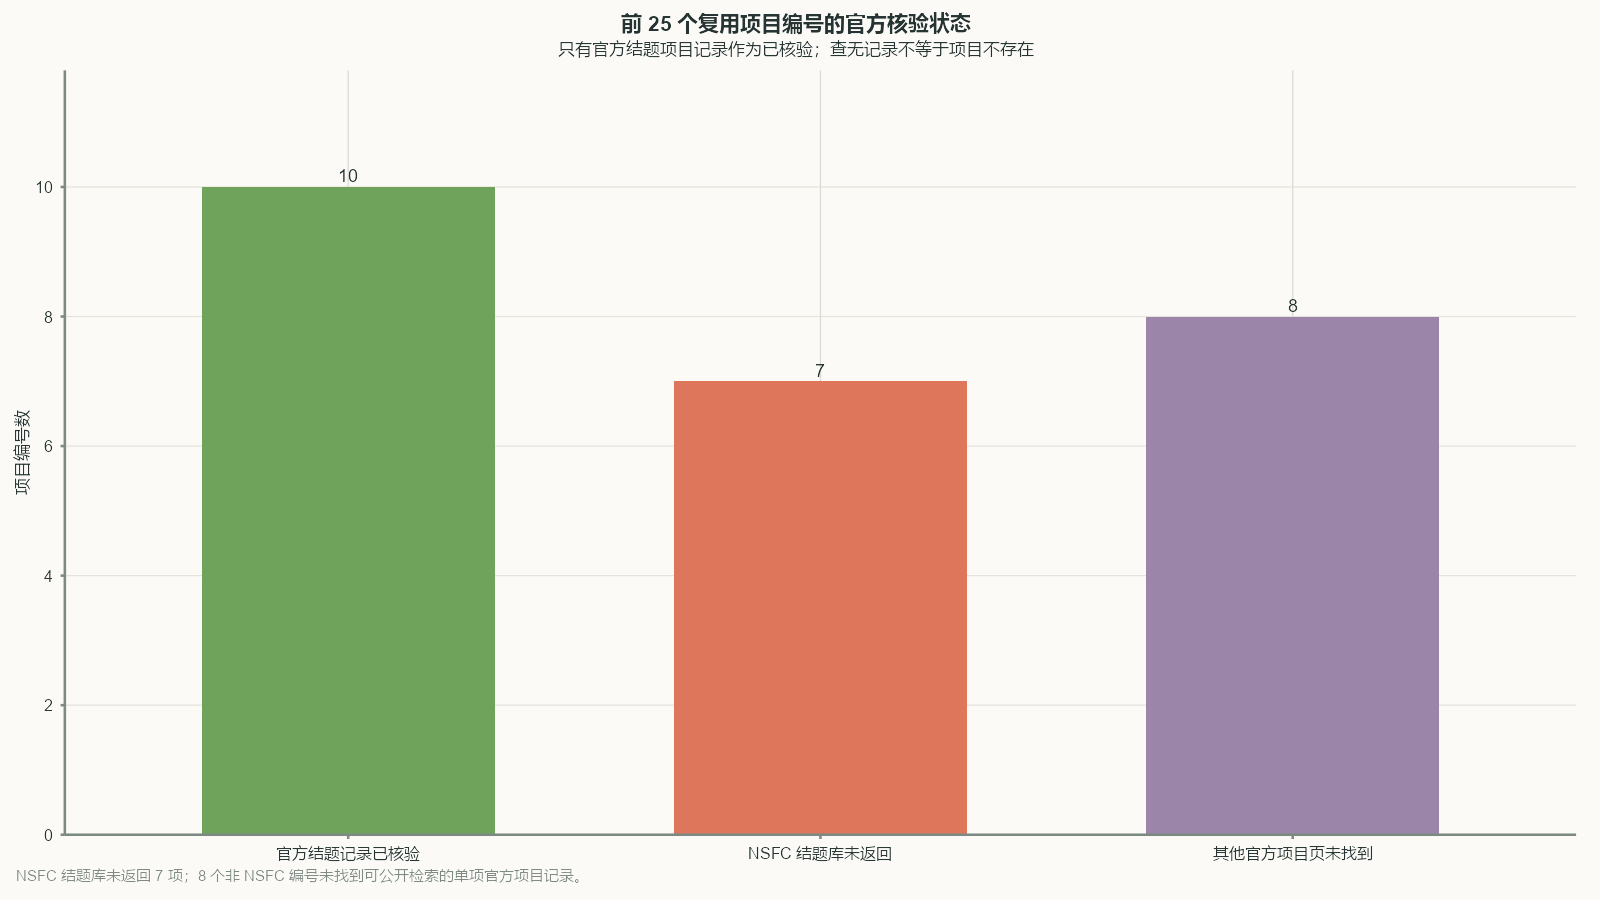 前 25 个复用项目编号的官方核验状态
只有官方结题项目记录作为已核验；查无记录不等于项目不存在
项目编号数
10
8
6
4
2
0
10
7
8
官方结题记录已核验
NSFC 结题库未返回
其他官方项目页未找到
NSFC 结题库未返回 7 项；8 个非 NSFC 编号未找到可公开检索的单项官方项目记录。